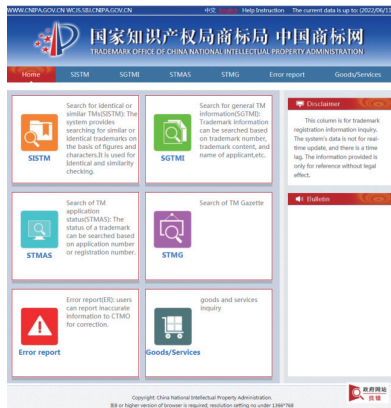 WWW.CNIPA.GOV.CN WCJS.SBJ.CNIPA.GOV.CN 中文 English Help Instruction The current data is up to: (2022/06/11
国家知识产权局商标局 中国商标网
TRADEMARK OFFICE OF CHINA NATIONAL INTELLECTUAL PROPERTY ADMINISTRATION
Home SISTM SGTMI STMAS STMG Error report Goods/Services
Search for identical or
similar TMs(SISTM): The
system provides
searching for similar or
identical trademarks on
the basis of figures and
characters.It is used for
identical and similarity
checking.
SISTM
Search for general TM
information(SGTMI):
Trademark information
can be searched based
on trademark number,
trademark content, and
name of applicant,etc.
SGTMI
Disclaimer
This column is for trademark
registration information inquiry.
The system's data is not for real-
time update, and there is a time
lag. The information provided is
only for reference without legal
effect.
Search of TM
application
status(STMAS): The
status of a trademark
can be searched based
on application number
or registration number.
STMAS
Search of TM Gazette
STMG
Bulletin
Error report(ER): users
can report inaccurate
information to CTMO
for correction.
Error report
goods and services
inquiry
Goods/Services
政府网站
找错
Copyright: China National Intellectual Property Administration.
IE8 or higher version of browser is required; resolution setting no under 1366*768